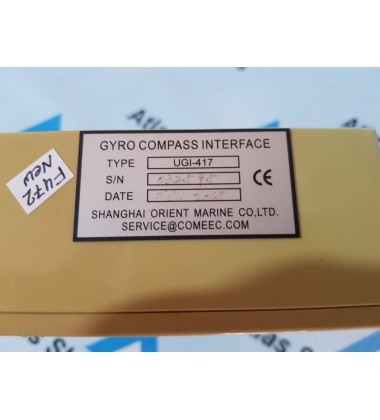 GYRO COMPASS INTERFACE
TYPE UGI-417
S/N
DATE
CE
SHANGHAI ORIENT MARINE CO,LTD.
SERVICE@COMEEC.COM
F472
New